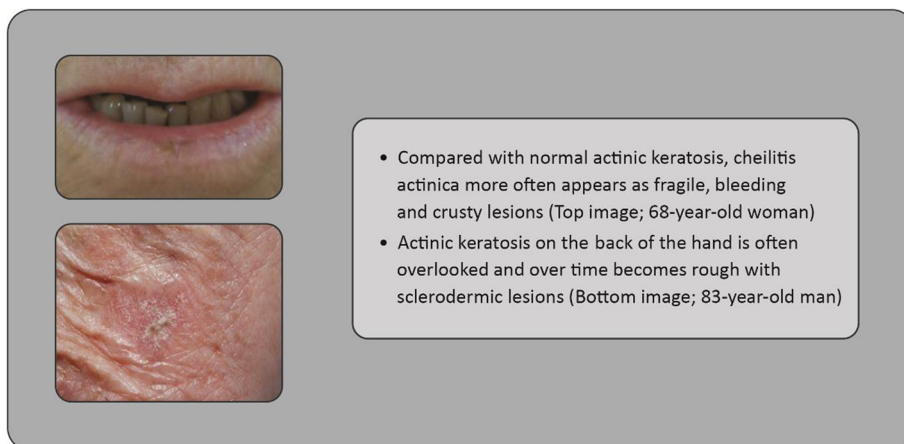 • Compared with normal actinic keratosis, cheilitis
actinica more often appears as fragile, bleeding
and crusty lesions (Top image; 68-year-old woman)
• Actinic keratosis on the back of the hand is often
overlooked and over time becomes rough with
sclerodermic lesions (Bottom image; 83-year-old man)